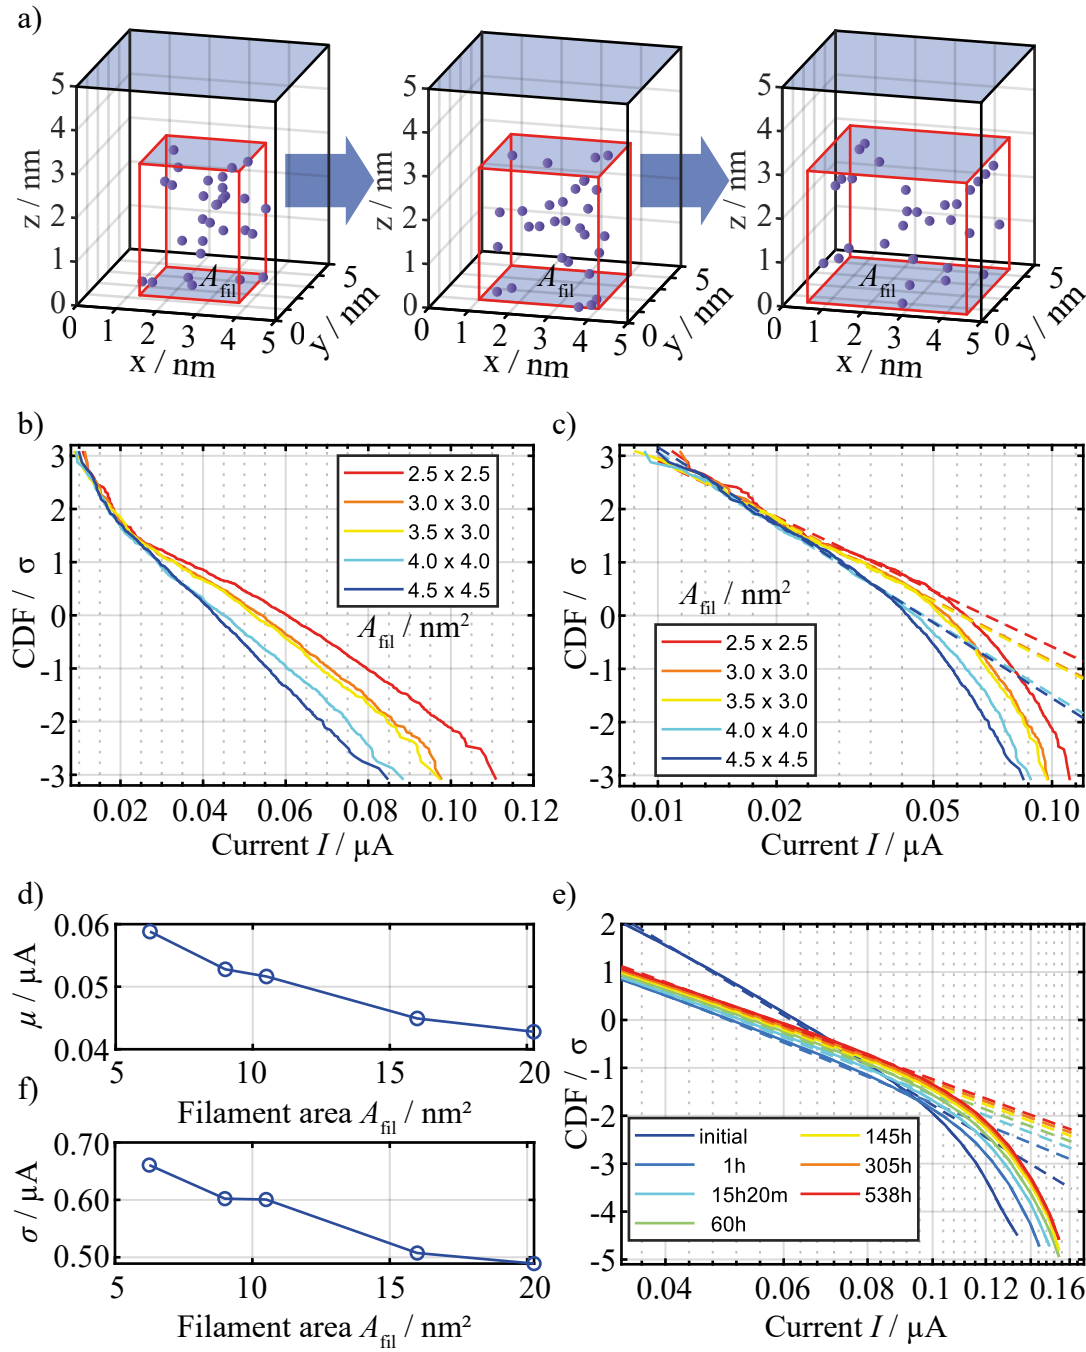 a)
5
4
3
2
1
0
z / nm
A_fil
0 1 2 3 4 5
x / nm
0 5
y / nm
5
4
3
2
1
0
z / nm
A_fil
0 1 2 3 4 5
x / nm
0 5
y / nm
5
4
3
2
1
0
z / nm
A_fil
0 1 2 3 4 5
x / nm
0 5
y / nm
b)
3
2
1
0
-1
-2
-3
CDF / σ
2.5 x 2.5
3.0 x 3.0
3.5 x 3.0
4.0 x 4.0
4.5 x 4.5
A_fil / nm²
0.02 0.04 0.06 0.08 0.10 0.12
Current I / µA
c)
3
2
1
0
-1
-2
-3
CDF / σ
A_fil / nm²
2.5 x 2.5
3.0 x 3.0
3.5 x 3.0
4.0 x 4.0
4.5 x 4.5
0.01 0.02 0.05 0.10
Current I / µA
d)
0.06
0.05
0.04
µ / µA
5 10 15 20
Filament area A_fil / nm²
f)
0.70
0.60
0.50
σ / µA
5 10 15 20
Filament area A_fil / nm²
e)
2
1
0
-1
-2
-3
-4
-5
CDF / σ
initial
1h
15h20m
60h
145h
305h
538h
0.04 0.06 0.08 0.10 0.12 0.16
Current I / µA